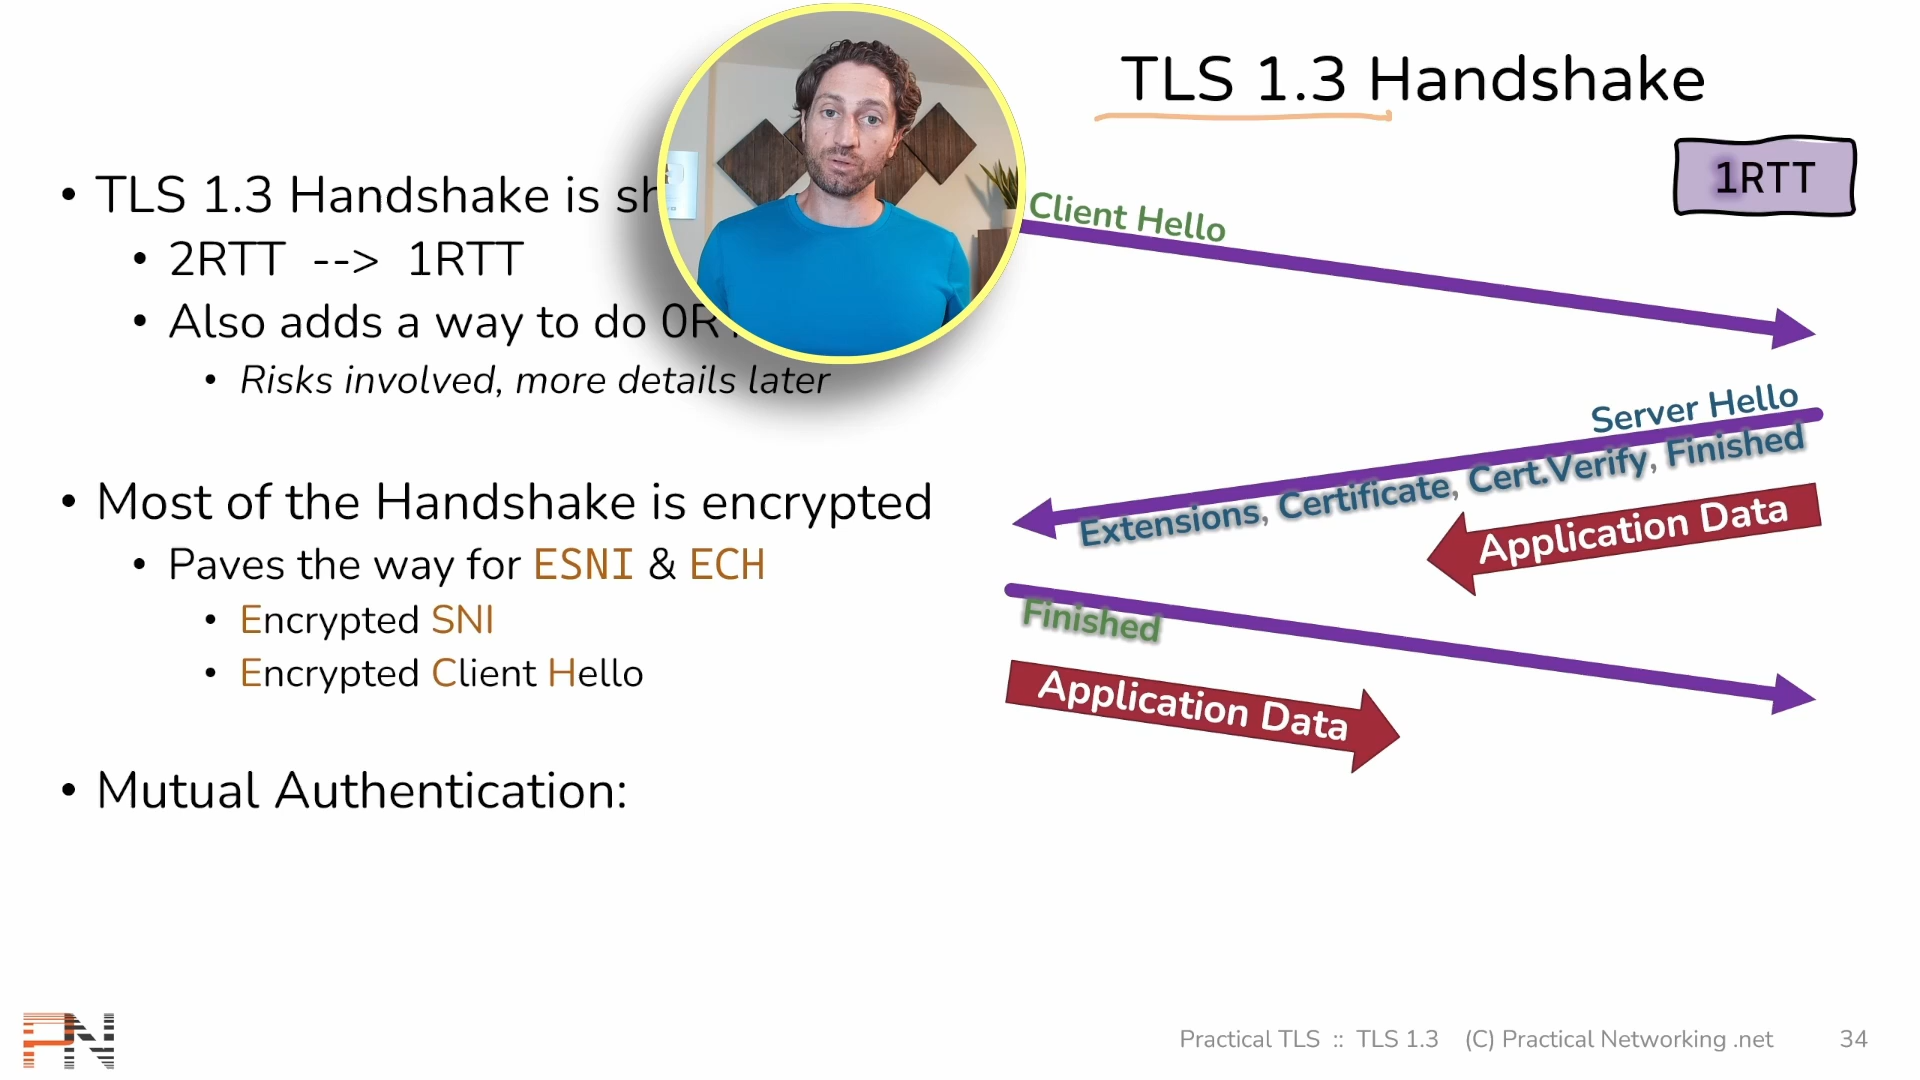 TLS 1.3 Handshake
1RTT
• TLS 1.3 Handshake is
• 2RTT --> 1RTT
• Also adds a way to do
• Risks involved, more details later
• Most of the Handshake is encrypted
• Paves the way for ESNI & ECH
• Encrypted SNI
• Encrypted Client Hello
• Mutual Authentication:
Client Hello
Server Hello
Extensions, Certificate, Cert.Verify, Finished
Application Data
Finished
Application Data
PN
Practical TLS :: TLS 1.3 (C) Practical Networking .net 34